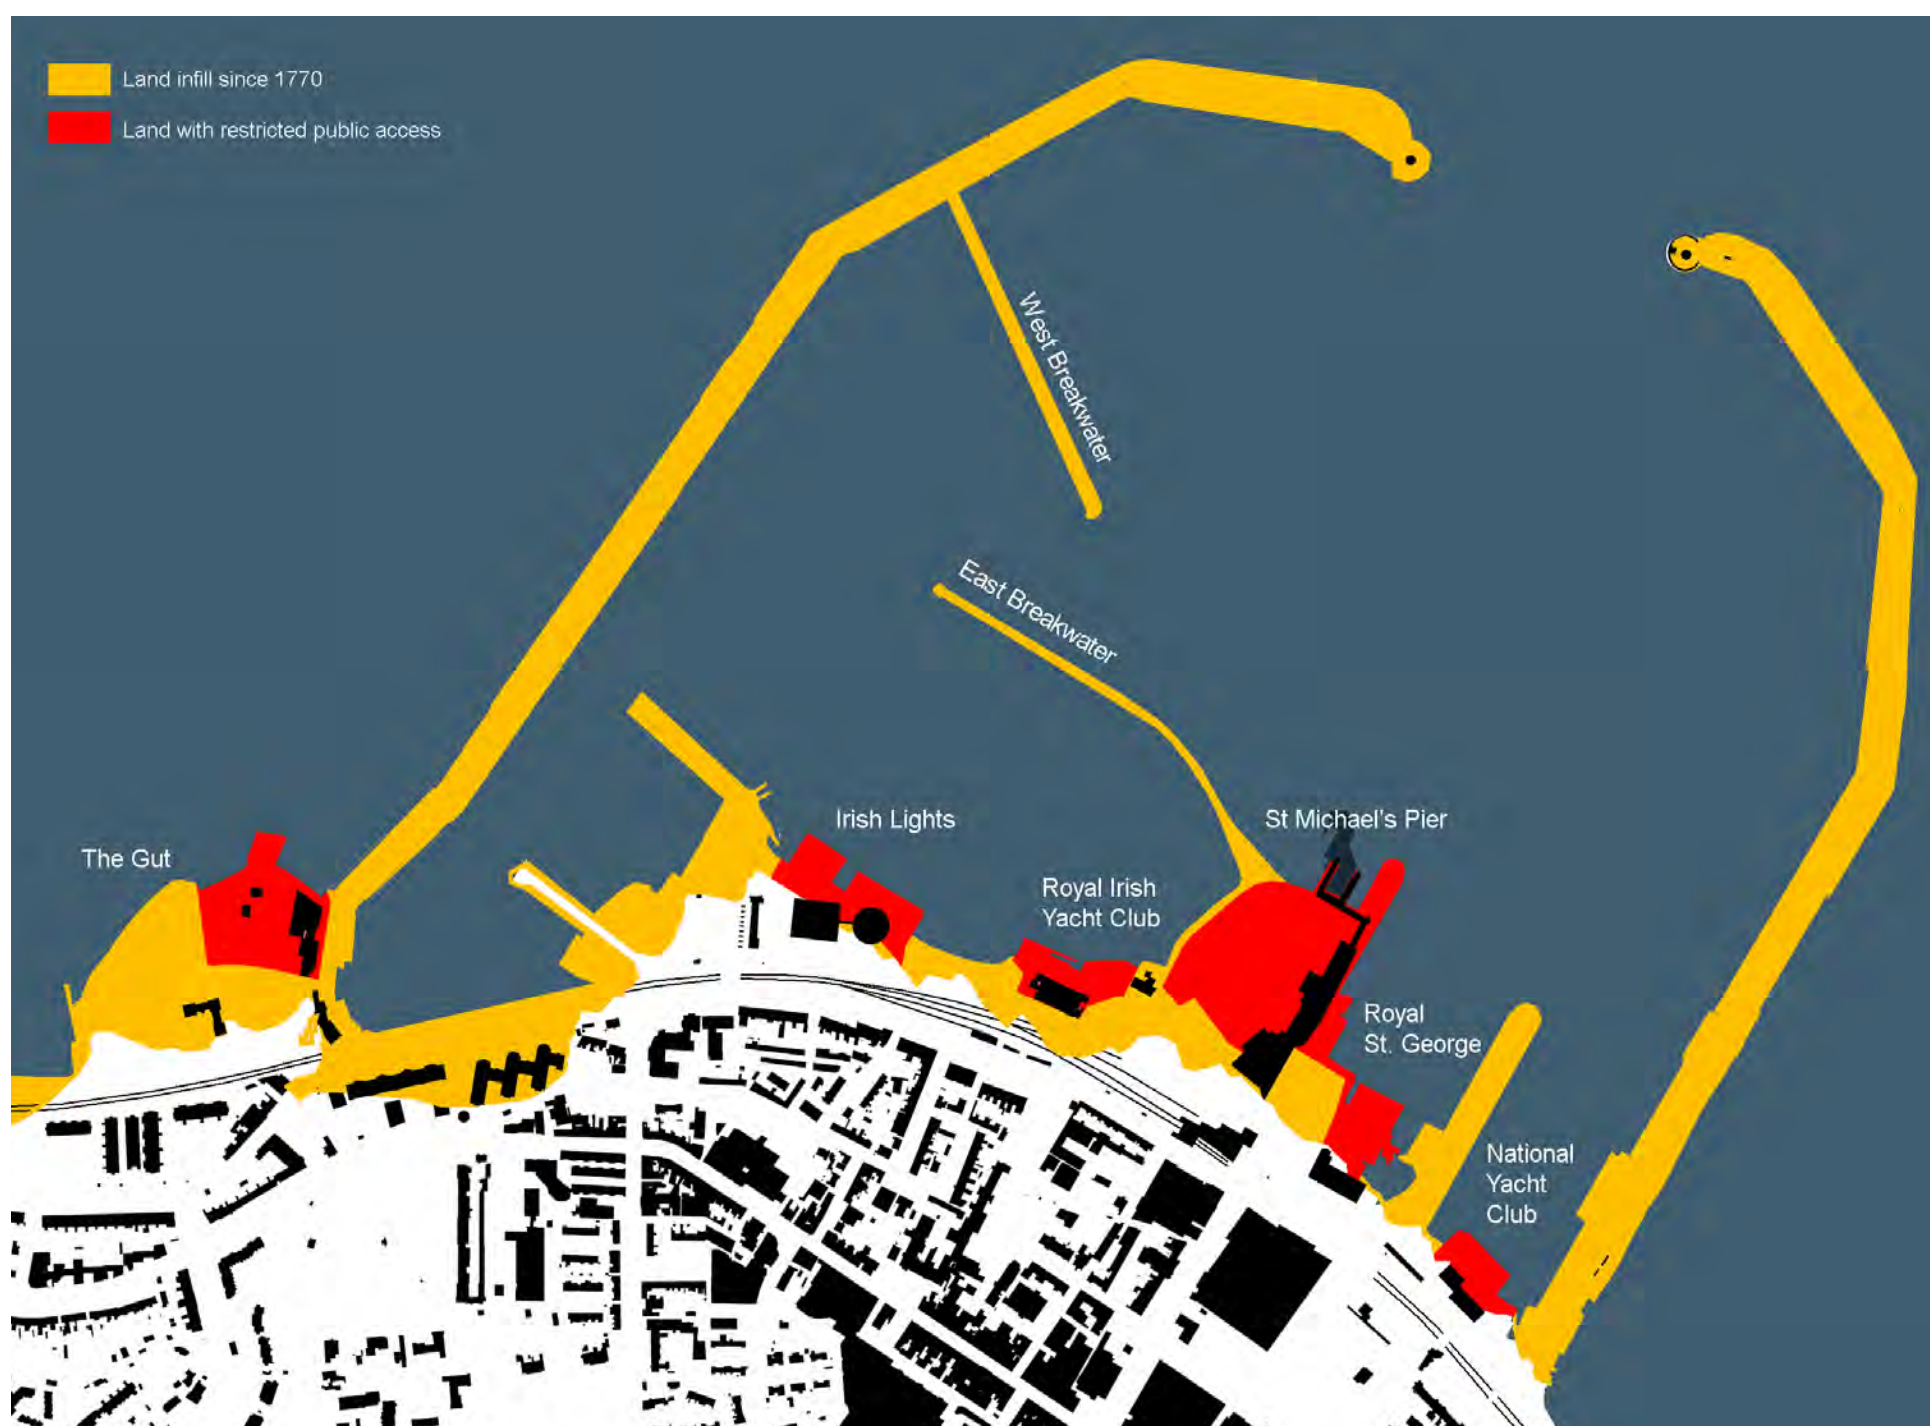 Land infill since 1770
Land with restricted public access
West Breakwater
East Breakwater
The Gut
Irish Lights
St Michael's Pier
Royal Irish
Yacht Club
Royal
St. George
National
Yacht
Club